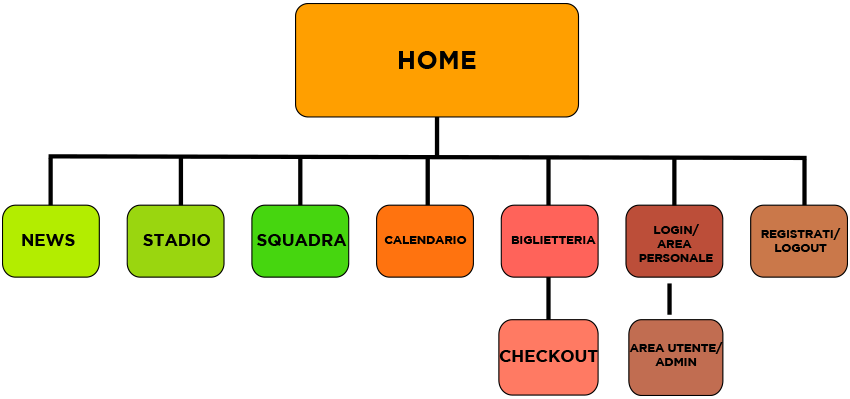 HOME
NEWS
STADIO
SQUADRA
CALENDARIO
BIGLIETTERIA
LOGIN/
AREA
PERSONALE
REGISTRATI/
LOGOUT
CHECKOUT
AREA UTENTE/
ADMIN